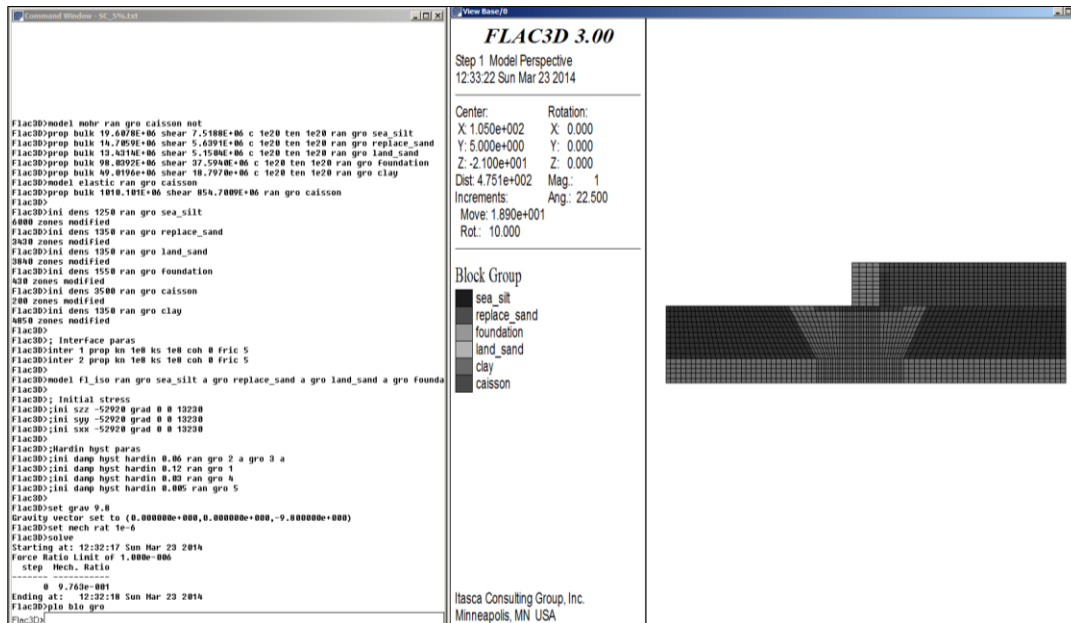 Command Window - SC_5%.txt
Flac3D>model mohr ran gro caisson not
Flac3D>prop bulk 19.6078E+06 shear 7.5188E+06 c 1e20 ten 1e20 ran gro sea_silt
Flac3D>prop bulk 14.7059E+06 shear 5.6391E+06 c 1e20 ten 1e20 ran gro replace_sand
Flac3D>prop bulk 13.4314E+06 shear 5.1504E+06 c 1e20 ten 1e20 ran gro land_sand
Flac3D>prop bulk 98.0392E+06 shear 37.5940E+06 c 1e20 ten 1e20 ran gro foundation
Flac3D>prop bulk 49.0196E+06 shear 18.7970e+06 c 1e20 ten 1e20 ran gro clay
Flac3D>model elastic ran gro caisson
Flac3D>prop bulk 1010.101E+06 shear 854.7009E+06 ran gro caisson
Flac3D>
Flac3D>ini dens 1250 ran gro sea_silt
6000 zones modified
Flac3D>ini dens 1350 ran gro replace_sand
3430 zones modified
Flac3D>ini dens 1350 ran gro land_sand
3840 zones modified
Flac3D>ini dens 1550 ran gro foundation
430 zones modified
Flac3D>ini dens 3500 ran gro caisson
200 zones modified
Flac3D>ini dens 1350 ran gro clay
4050 zones modified
Flac3D>
Flac3D>; Interface paras
Flac3D>inter 1 prop kn 1e8 ks 1e8 coh 0 fric 5
Flac3D>inter 2 prop kn 1e8 ks 1e8 coh 0 fric 5
Flac3D>
Flac3D>model fl_iso ran gro sea_silt a gro replace_sand a gro land_sand a gro founda
Flac3D>
Flac3D>; Initial stress
Flac3D>;ini szz -52920 grad 0 0 13230
Flac3D>;ini syy -52920 grad 0 0 13230
Flac3D>;ini sxx -52920 grad 0 0 13230
Flac3D>
Flac3D>;Hardin hyst paras
Flac3D>;ini damp hyst hardin 0.06 ran gro 2 a gro 3 a
Flac3D>;ini damp hyst hardin 0.12 ran gro 1
Flac3D>;ini damp hyst hardin 0.03 ran gro 4
Flac3D>;ini damp hyst hardin 0.005 ran gro 5
Flac3D>
Flac3D>set grav 9.8
Gravity vector set to (0.000000e+000,0.000000e+000,-9.800000e+000)
Flac3D>set mech rat 1e-6
Flac3D>solve
Starting at: 12:32:17 Sun Mar 23 2014
Force Ratio Limit of 1.000e-006
step Mech. Ratio
------- -----------
0 9.763e-001
Ending at: 12:32:18 Sun Mar 23 2014
Flac3D>plo blo gro
Flac3D>
View Base/0
FLAC3D 3.00
Step 1 Model Perspective
12:33:22 Sun Mar 23 2014
Center: Rotation:
X: 1.050e+002 X: 0.000
Y: 5.000e+000 Y: 0.000
Z: -2.100e+001 Z: 0.000
Dist: 4.751e+002 Mag.: 1
Increments: Ang.: 22.500
Move: 1.890e+001
Rot.: 10.000
Block Group
sea_silt
replace_sand
foundation
land_sand
clay
caisson
Itasca Consulting Group, Inc.
Minneapolis, MN USA